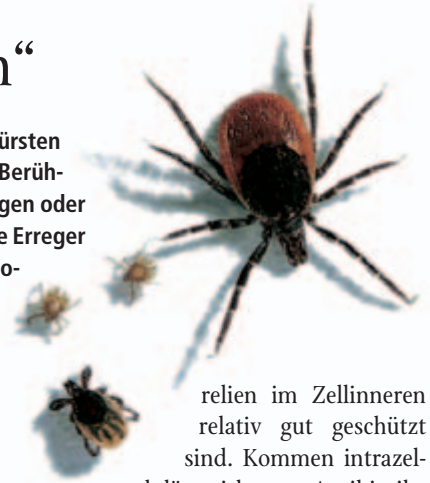 n“
ürsten
Berüh-
gen oder
e Erreger
o-
relien im Zellinneren
relativ gut geschützt
sind. Kommen intrazel-